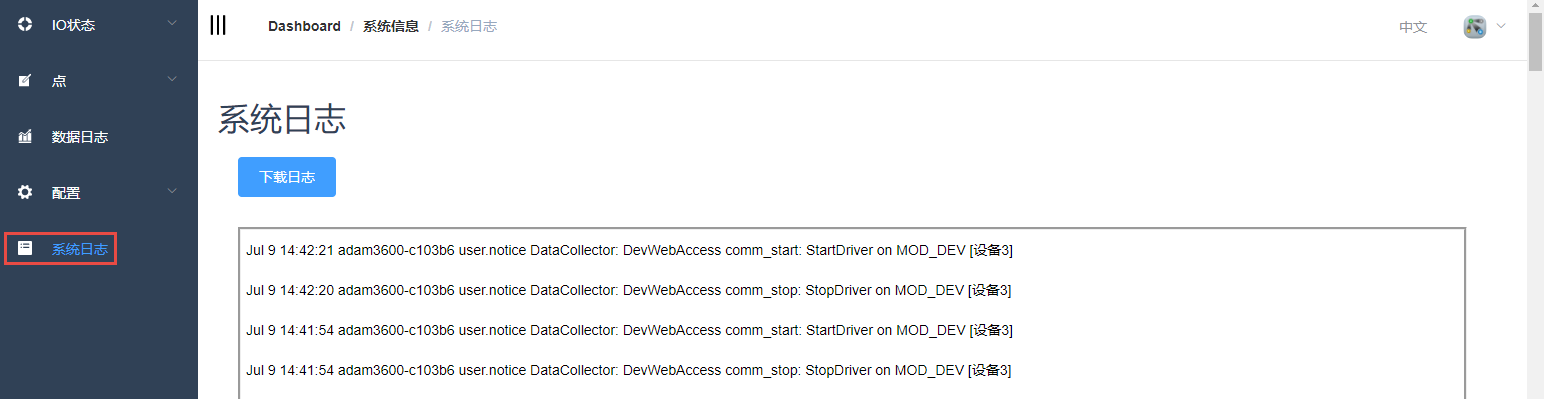 IO状态
点
数据日志
配置
系统日志
Dashboard / 系统信息 / 系统日志
中文
系统日志
下载日志
Jul 9 14:42:21 adam3600-c103b6 user.notice DataCollector: DevWebAccess comm_start: StartDriver on MOD_DEV [设备3]
Jul 9 14:42:20 adam3600-c103b6 user.notice DataCollector: DevWebAccess comm_stop: StopDriver on MOD_DEV [设备3]
Jul 9 14:41:54 adam3600-c103b6 user.notice DataCollector: DevWebAccess comm_start: StartDriver on MOD_DEV [设备3]
Jul 9 14:41:54 adam3600-c103b6 user.notice DataCollector: DevWebAccess comm_stop: StopDriver on MOD_DEV [设备3]